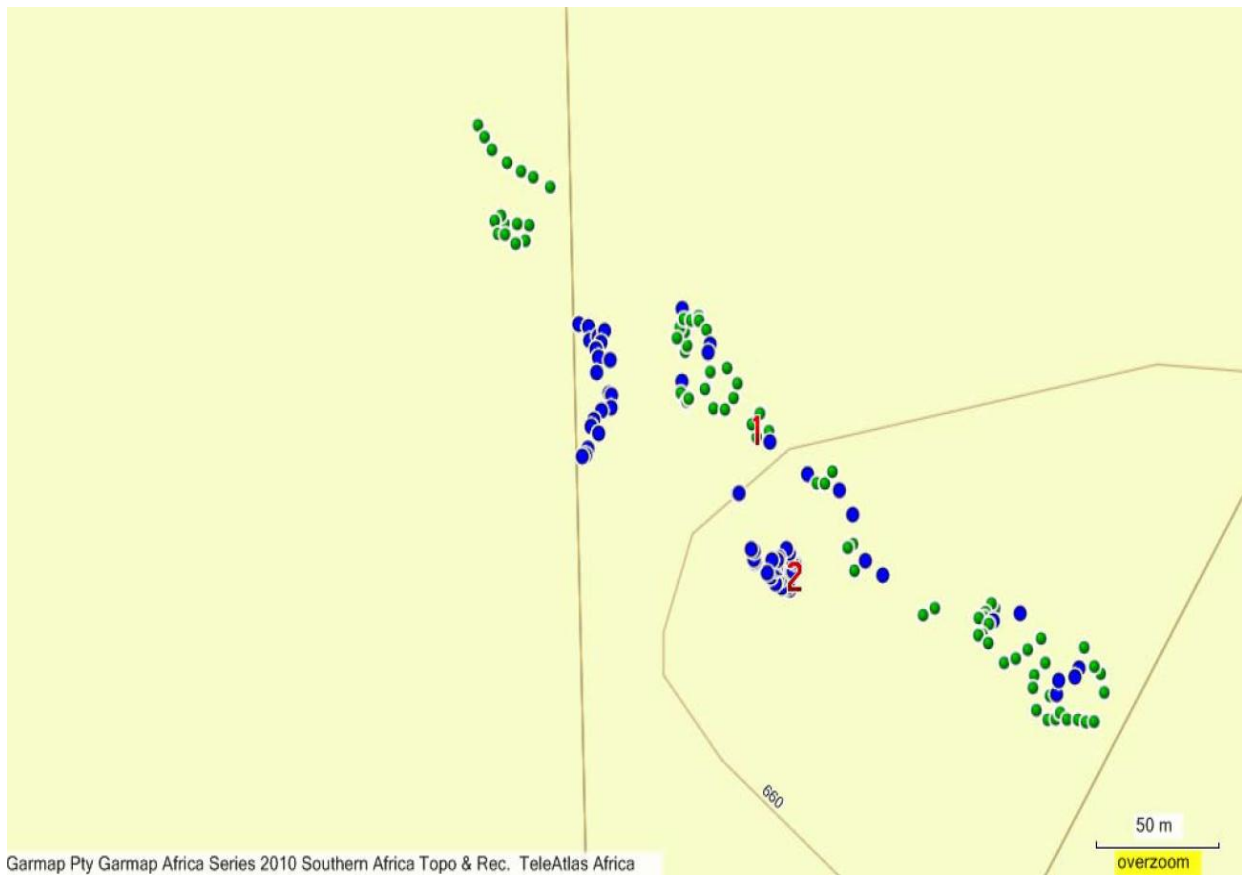 1
2
660
50 m
overzoom
Garmap Pty Garmap Africa Series 2010 Southern Africa Topo & Rec. TeleAtlas Africa